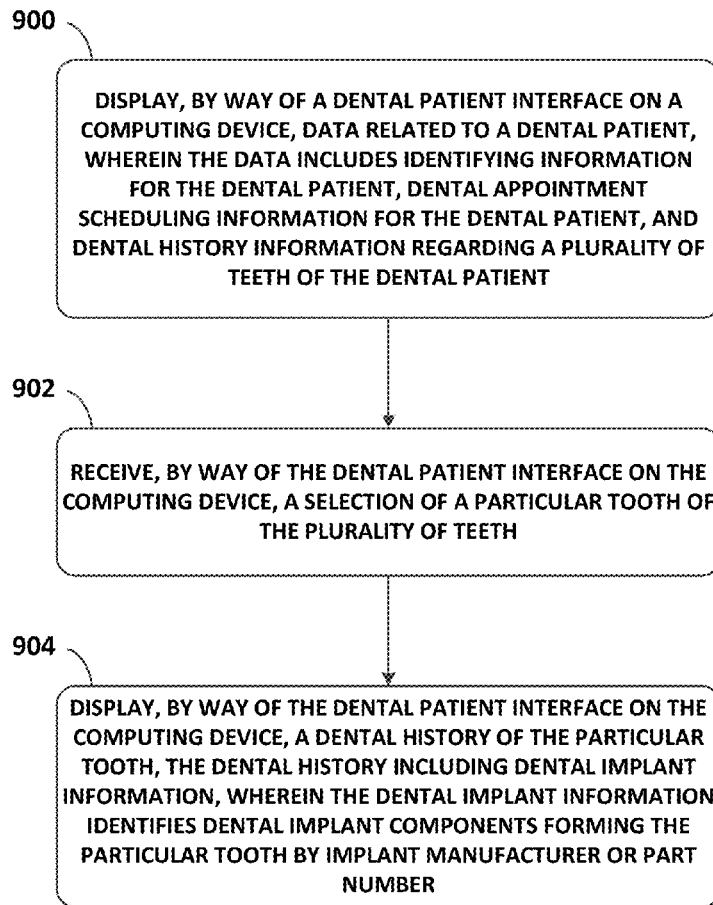 900
DISPLAY, BY WAY OF A DENTAL PATIENT INTERFACE ON A
COMPUTING DEVICE, DATA RELATED TO A DENTAL PATIENT,
WHEREIN THE DATA INCLUDES IDENTIFYING INFORMATION
FOR THE DENTAL PATIENT, DENTAL APPOINTMENT
SCHEDULING INFORMATION FOR THE DENTAL PATIENT, AND
DENTAL HISTORY INFORMATION REGARDING A PLURALITY OF
TEETH OF THE DENTAL PATIENT
902
RECEIVE, BY WAY OF THE DENTAL PATIENT INTERFACE ON THE
COMPUTING DEVICE, A SELECTION OF A PARTICULAR TOOTH OF
THE PLURALITY OF TEETH
904
DISPLAY, BY WAY OF THE DENTAL PATIENT INTERFACE ON THE
COMPUTING DEVICE, A DENTAL HISTORY OF THE PARTICULAR
TOOTH, THE DENTAL HISTORY INCLUDING DENTAL IMPLANT
INFORMATION, WHEREIN THE DENTAL IMPLANT INFORMATION
IDENTIFIES DENTAL IMPLANT COMPONENTS FORMING THE
PARTICULAR TOOTH BY IMPLANT MANUFACTURER OR PART
NUMBER